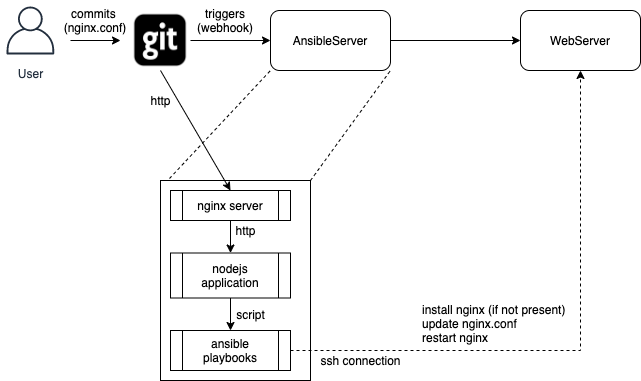 commits
(nginx.conf)
User
git
triggers
(webhook)
AnsibleServer
WebServer
http
nginx server
http
nodejs
application
script
ansible
playbooks
ssh connection
install nginx (if not present)
update nginx.conf
restart nginx